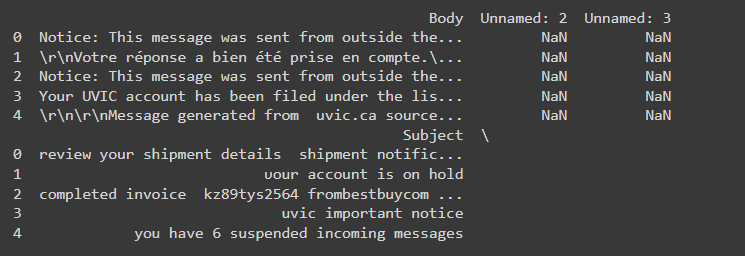 Body Unnamed: 2 Unnamed: 3
0 Notice: This message was sent from outside the... NaN NaN
1 \r\nVotre réponse a bien été prise en compte.\... NaN NaN
2 Notice: This message was sent from outside the... NaN NaN
3 Your UVIC account has been filed under the lis... NaN NaN
4 \r\n\r\nMessage generated from  uvic.ca source... NaN NaN
Subject \
0 review your shipment details  shipment notific...
1 υour account is on hold
2 completed invoice  kz89tys2564 frombestbuycom ...
3 uvic important notice
4 you have 6 suspended incoming messages